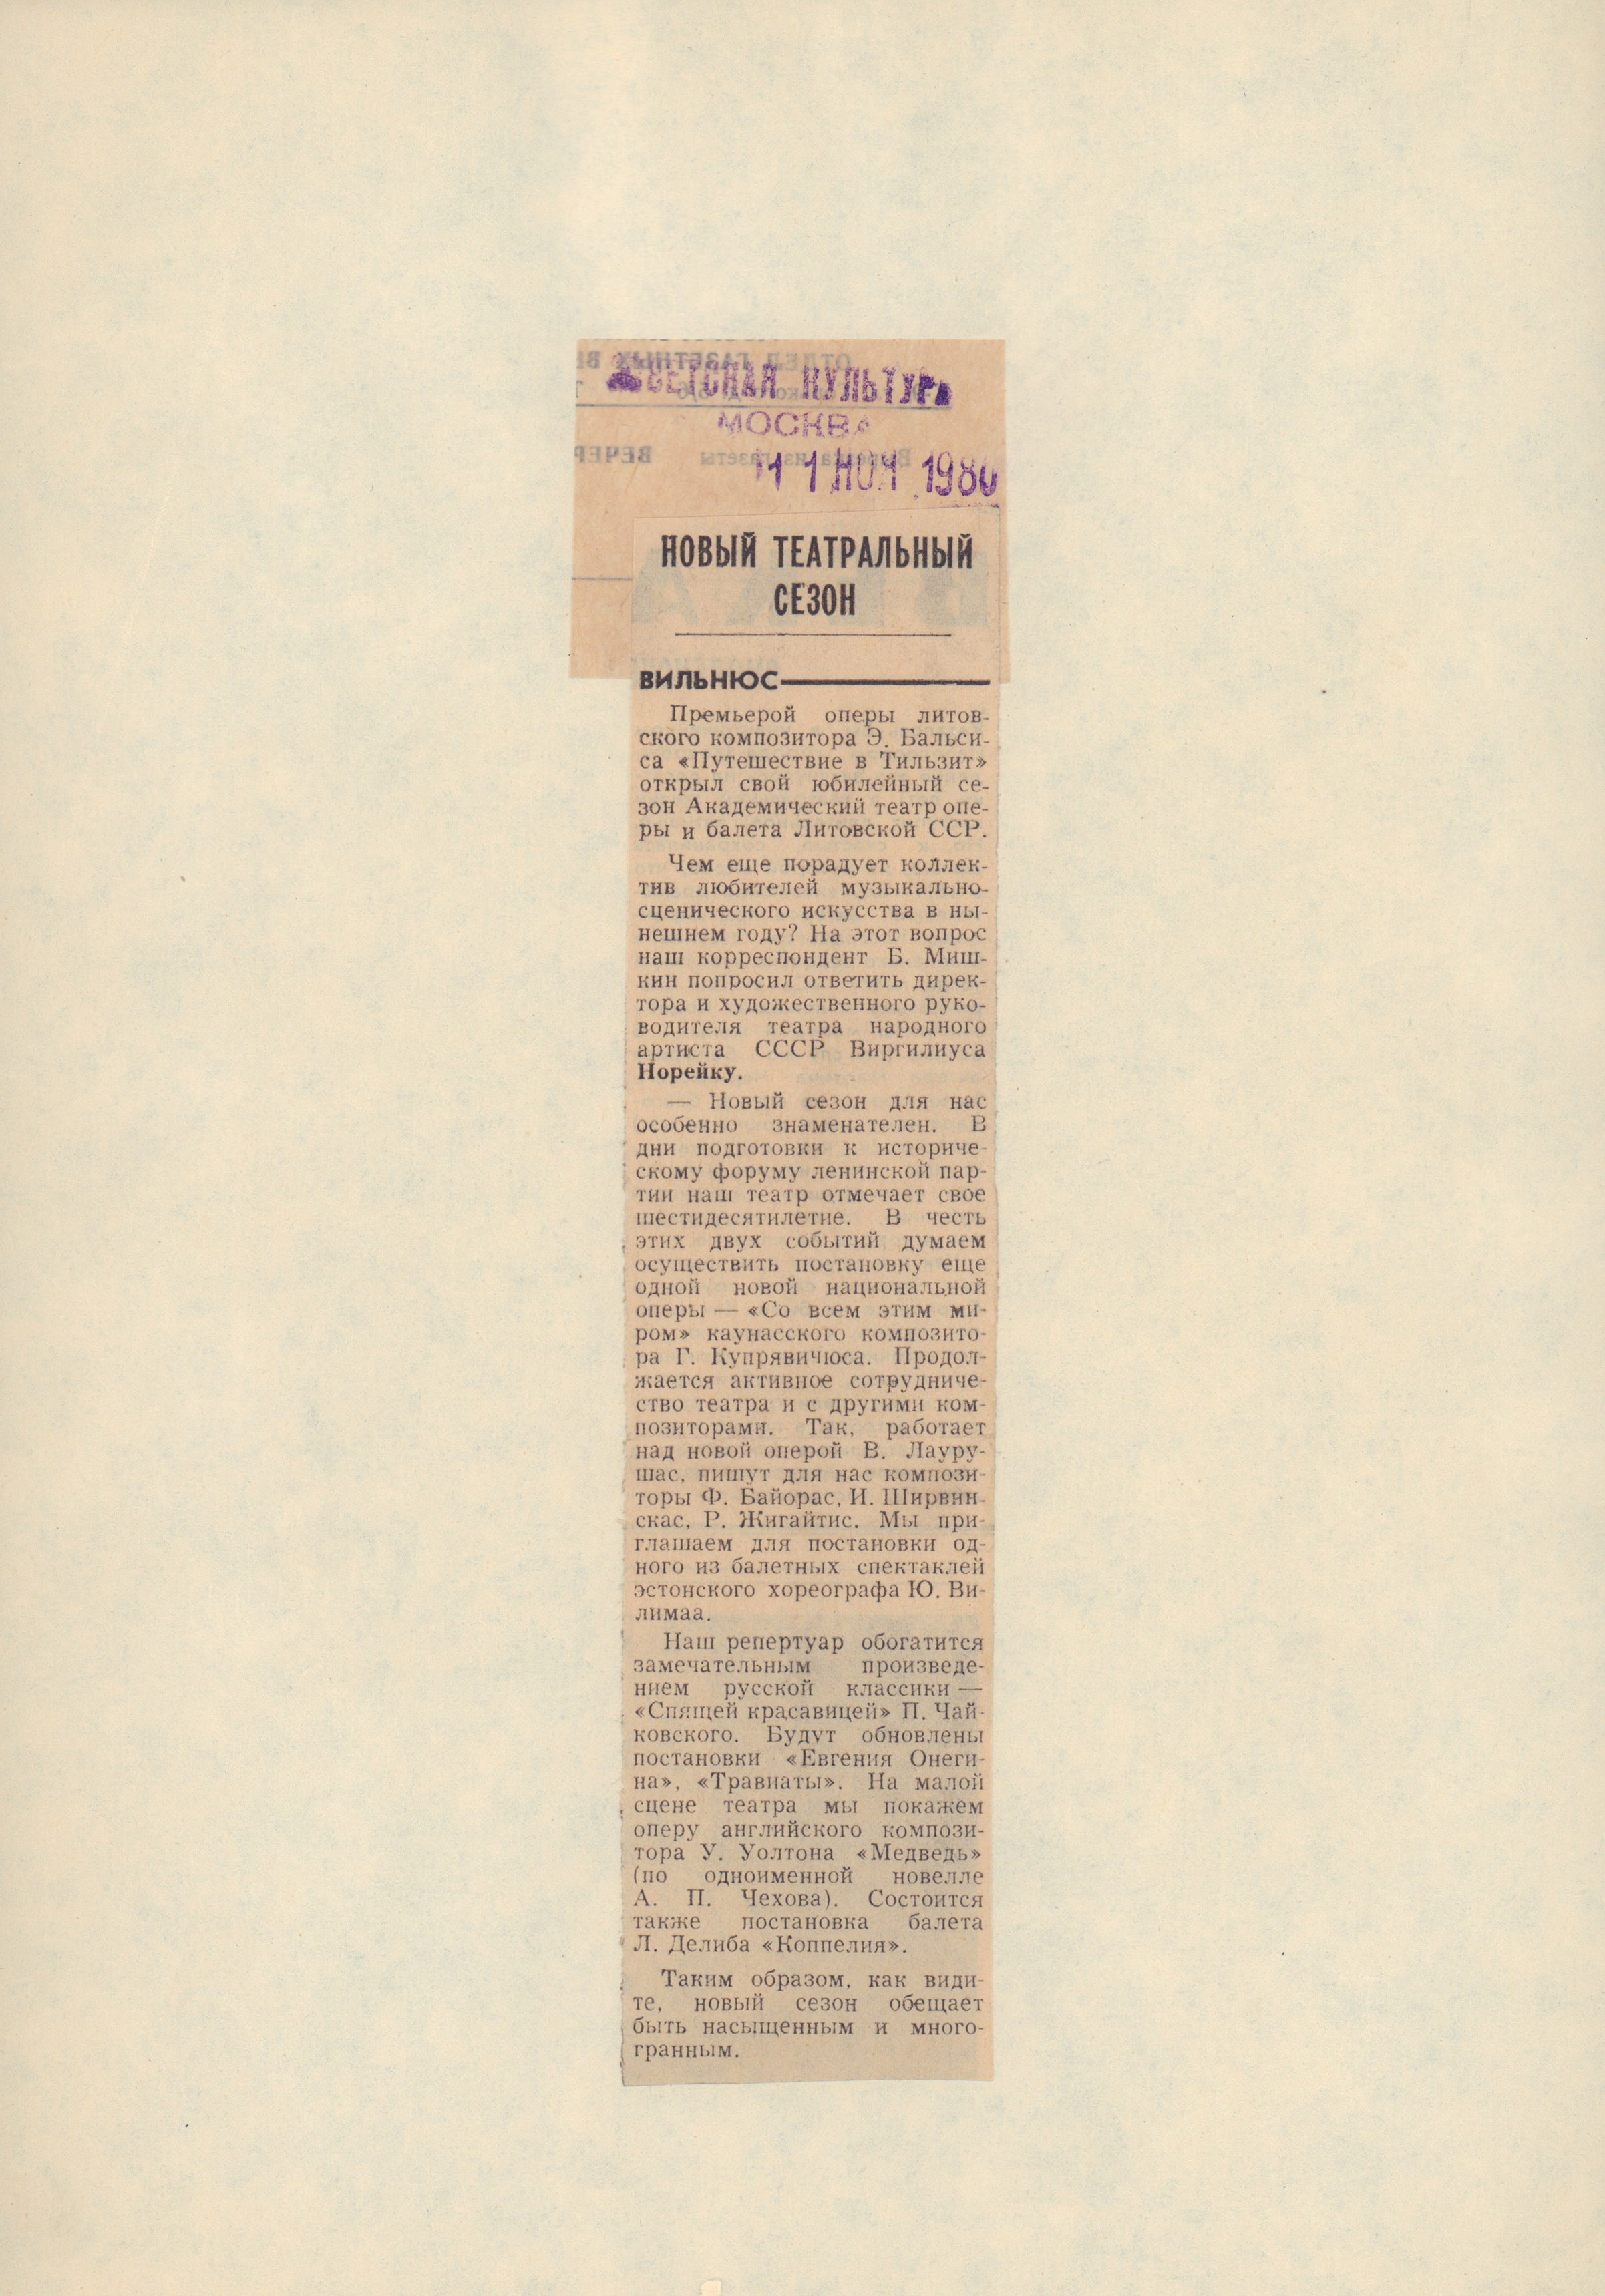 СОВЕТСКАЯ КУЛЬТУРА
МОСКВА
11 НОЯ 1980
НОВЫЙ ТЕАТРАЛЬНЫЙ
СЕЗОН
ВИЛЬНЮС
Премьерой оперы литов-
ского композитора Э. Бальси-
са «Путешествие в Тильзит»
открыл свой юбилейный се-
зон Академический театр опе-
ры и балета Литовской ССР.
Чем еще порадует коллек-
тив любителей музыкально-
сценического искусства в ны-
нешнем году? На этот вопрос
наш корреспондент Б. Миш-
кин попросил ответить дирек-
тора и художественного руко-
водителя театра народного
артиста СССР Виргилиуса
Норейку.
— Новый сезон для нас
особенно знаменателен. В
дни подготовки к историче-
скому форуму ленинской пар-
тии наш театр отмечает свое
шестидесятилетие. В честь
этих двух событий думаем
осуществить постановку еще
одной новой национальной
оперы — «Со всем этим ми-
ром» каунасского композито-
ра Г. Купрявичюса. Продол-
жается активное сотрудниче-
ство театра и с другими ком-
позиторами. Так, работает
над новой оперой В. Лауру-
шас, пишут для нас компози-
торы Ф. Байорас, И. Ширвин-
скас, Р. Жигайтис. Мы при-
глашаем для постановки од-
ного из балетных спектаклей
эстонского хореографа Ю. Ви-
лимаа.
Наш репертуар обогатится
замечательным произведе-
нием русской классики —
«Спящей красавицей» П. Чай-
ковского. Будут обновлены
постановки «Евгения Онеги-
на», «Травиаты». На малой
сцене театра мы покажем
оперу английского компози-
тора У. Уолтона «Медведь»
(по одноименной новелле
А. П. Чехова). Состоится
также постановка балета
Л. Делиба «Коппелия».
Таким образом, как види-
те, новый сезон обещает
быть насыщенным и много-
гранным.